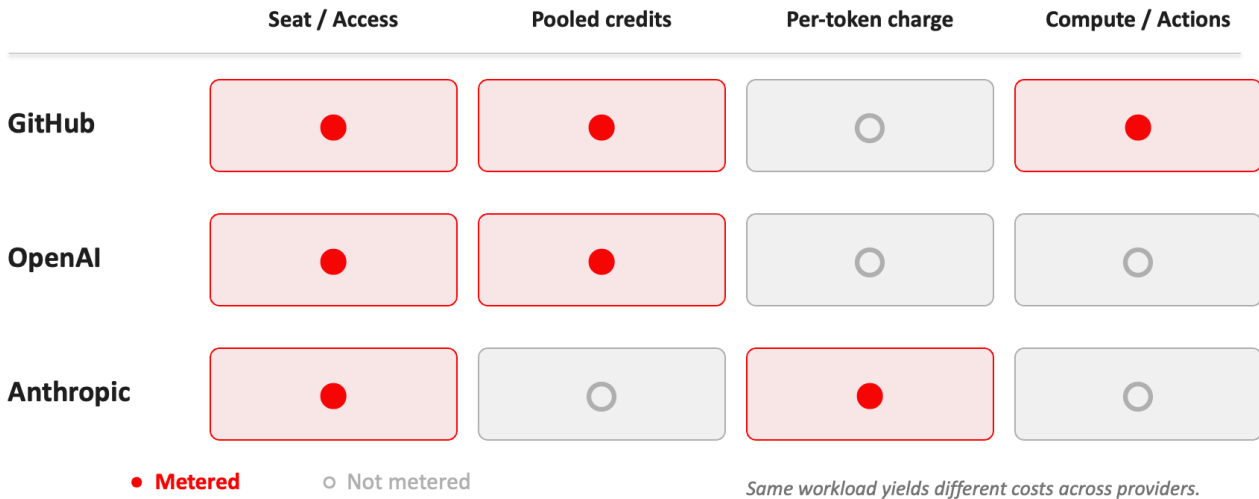 Seat / Access
Pooled credits
Per-token charge
Compute / Actions
GitHub
OpenAI
Anthropic
Metered
Not metered
Same workload yields different costs across providers.